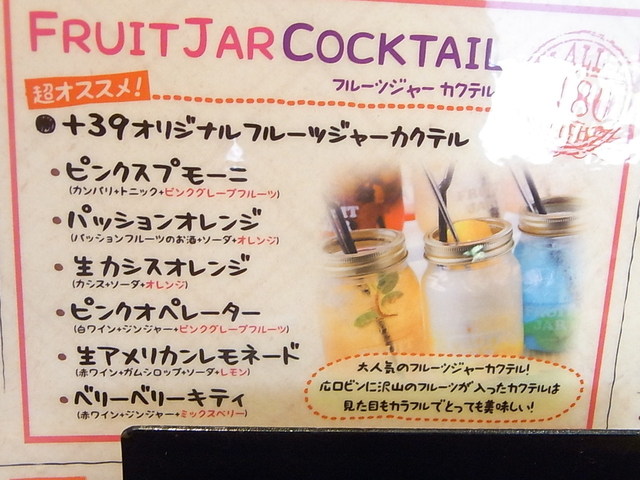 FRUIT JAR COCKTAIL
フルーツジャー カクテル
超オススメ!
ALL
180
●+39オリジナルフルーツジャーカクテル
・ピンクスプモーニ
(カンパリ+トニック+ピンクグレープフルーツ)
・パッションオレンジ
(パッションフルーツのお酒+ソーダ+オレンジ)
・生カシスオレンジ
(カシス+ソーダ+オレンジ)
・ピンクオペレーター
(白ワイン+ジンジャー+ピンクグレープフルーツ)
・生アメリカンレモネード
(赤ワイン+ガムシロップ+ソーダ+レモン)
・ベリーベリーキティ
(赤ワイン+ジンジャー+ミックスベリー)
大人気のフルーツジャーカクテル!
広口ビンに沢山のフルーツが入ったカクテルは
見た目もカラフルでとっても美味しい!